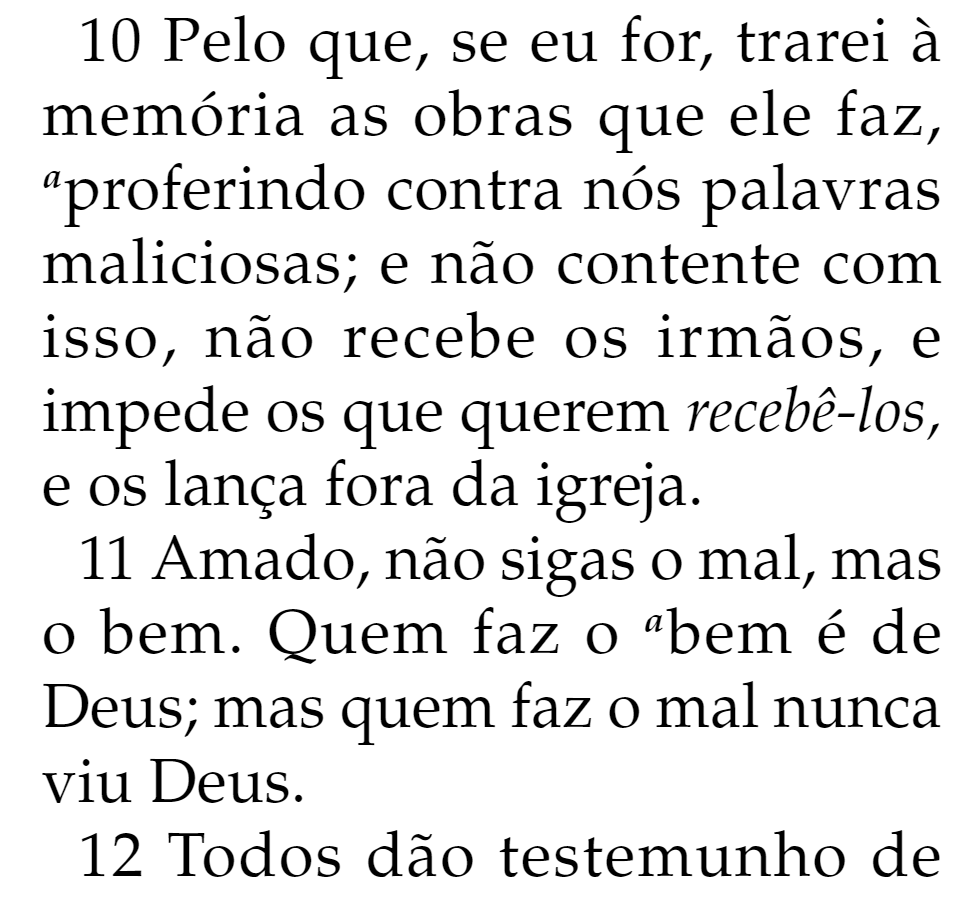 10 Pelo que, se eu for, trarei à
memória as obras que ele faz,
ᵃproferindo contra nós palavras
maliciosas; e não contente com
isso, não recebe os irmãos, e
impede os que querem recebê-los,
e os lança fora da igreja.
11 Amado, não sigas o mal, mas
o bem. Quem faz o ᵃbem é de
Deus; mas quem faz o mal nunca
viu Deus.
12 Todos dão testemunho de